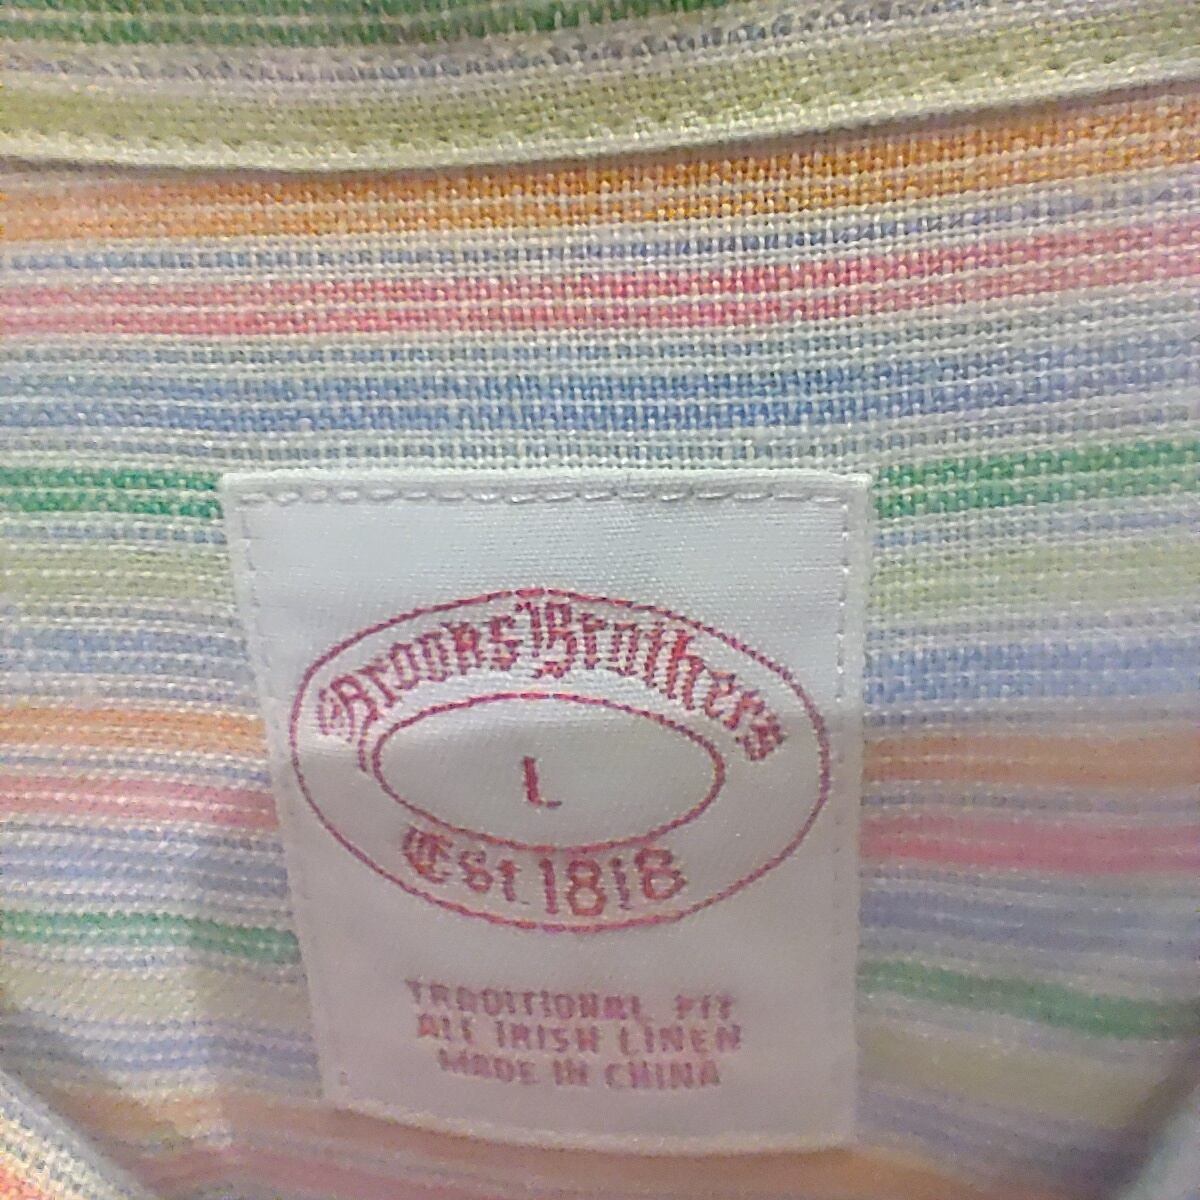 Brooks Brothers
L
Est 1818
TRADITIONAL FIT
ALL IRISH LINEN
MADE IN CHINA